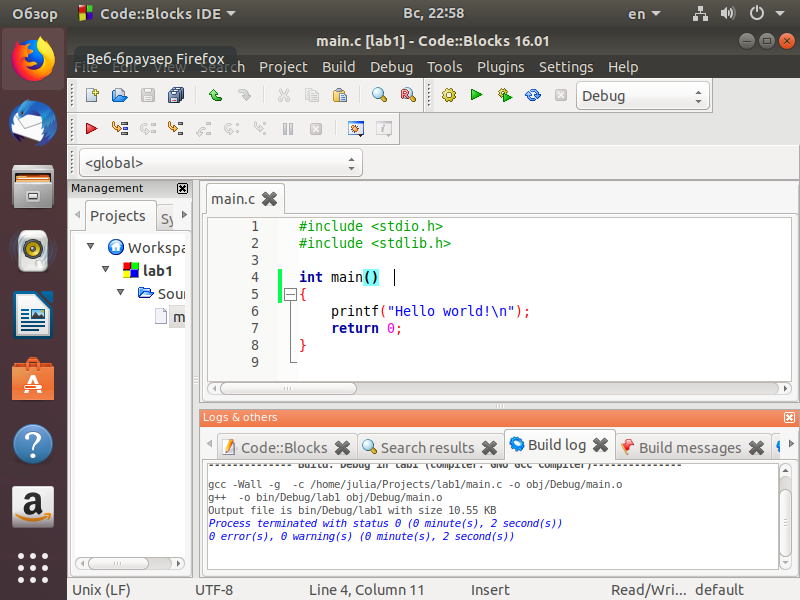 Обзор
Code::Blocks IDE
Вс, 22:58
en
main.c [lab1] - Code::Blocks 16.01
Веб-браузер Firefox
File Edit View Search Project Build Debug Tools Plugins Settings Help
Debug
<global>
Management
Projects
Sy
Workspa
lab1
Sour
m
main.c
1 #include <stdio.h>
2 #include <stdlib.h>
3
4 int main()
5 {
6 printf("Hello world!\n");
7 return 0;
8 }
9
Logs & others
Code::Blocks
Search results
Build log
Build messages
-------------- Build: Debug in lab1 (compiler: GNU GCC Compiler)---------------
gcc -Wall -g  -c /home/julia/Projects/lab1/main.c -o obj/Debug/main.o
g++  -o bin/Debug/lab1 obj/Debug/main.o
Output file is bin/Debug/lab1 with size 10.55 KB
Process terminated with status 0 (0 minute(s), 2 second(s))
0 error(s), 0 warning(s) (0 minute(s), 2 second(s))
Unix (LF) UTF-8 Line 4, Column 11 Insert Read/Wri... default